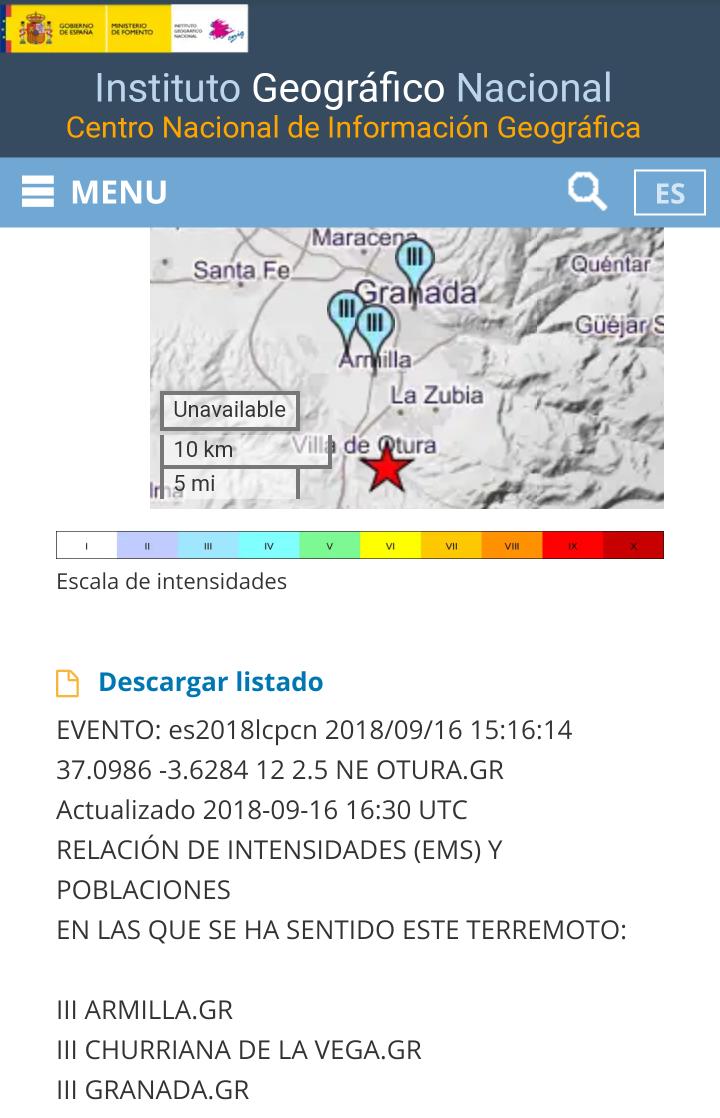 GOBIERNO
DE ESPAÑA
MINISTERIO
DE FOMENTO
INSTITUTO
GEOGRÁFICO
NACIONAL
cnig
Instituto Geográfico Nacional
Centro Nacional de Información Geográfica
MENU
ES
Maracena
Santa Fe
Quéntar
III
Granada
III
III
Güéjar S
Armilla
La Zubia
Unavailable
10 km
Villa de Otura
5 mi
I II III IV V VI VII VIII IX X
Escala de intensidades
Descargar listado
EVENTO: es2018lcpcn 2018/09/16 15:16:14
37.0986 -3.6284 12 2.5 NE OTURA.GR
Actualizado 2018-09-16 16:30 UTC
RELACIÓN DE INTENSIDADES (EMS) Y
POBLACIONES
EN LAS QUE SE HA SENTIDO ESTE TERREMOTO:
III ARMILLA.GR
III CHURRIANA DE LA VEGA.GR
III GRANADA.GR